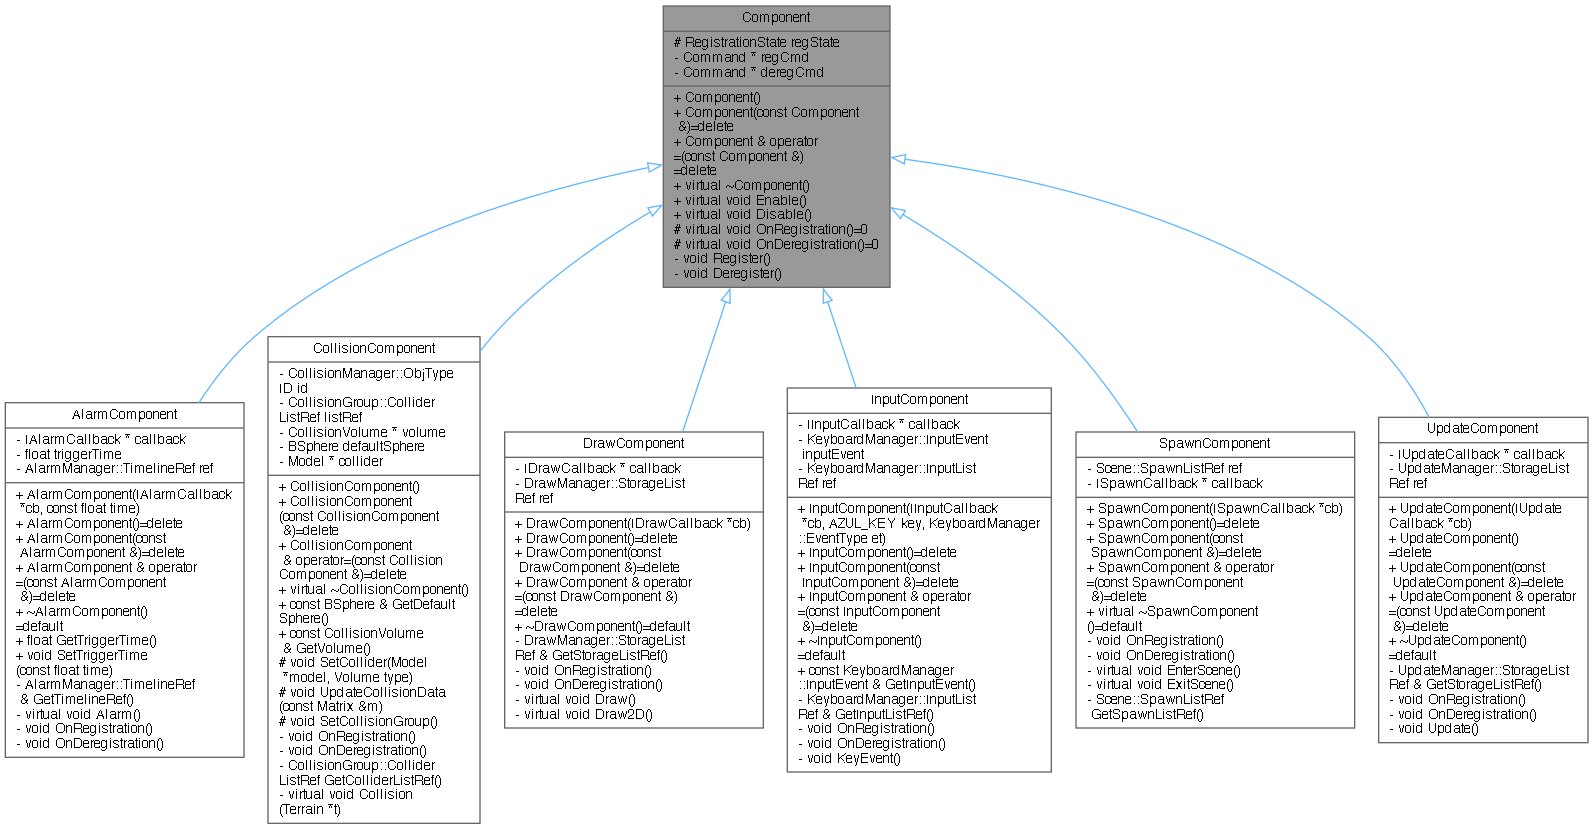 Component
# RegistrationState regState
- Command * regCmd
- Command * deregCmd
+ Component()
+ Component(const Component
&)=delete
+ Component & operator
=(const Component &)
=delete
+ virtual ~Component()
+ virtual void Enable()
+ virtual void Disable()
# virtual void OnRegistration()=0
# virtual void OnDeregistration()=0
- void Register()
- void Deregister()
AlarmComponent
- IAlarmCallback * callback
- float triggerTime
- AlarmManager::TimelineRef ref
+ AlarmComponent(IAlarmCallback
*cb, const float time)
+ AlarmComponent()=delete
+ AlarmComponent(const
AlarmComponent &)=delete
+ AlarmComponent & operator
=(const AlarmComponent
&)=delete
+ ~AlarmComponent()
=default
+ float GetTriggerTime()
+ void SetTriggerTime
(const float time)
- AlarmManager::TimelineRef
& GetTimelineRef()
- virtual void Alarm()
- void OnRegistration()
- void OnDeregistration()
CollisionComponent
- CollisionManager::ObjType
ID id
- CollisionGroup::Collider
ListRef listRef
- CollisionVolume * volume
- BSphere defaultSphere
- Model * collider
+ CollisionComponent()
+ CollisionComponent
(const CollisionComponent
&)=delete
+ CollisionComponent
& operator=(const Collision
Component &)=delete
+ virtual ~CollisionComponent()
+ const BSphere & GetDefault
Sphere()
+ const CollisionVolume
& GetVolume()
# void SetCollider(Model
*model, Volume type)
# void UpdateCollisionData
(const Matrix &m)
# void SetCollisionGroup()
- void OnRegistration()
- void OnDeregistration()
- CollisionGroup::Collider
ListRef GetColliderListRef()
- virtual void Collision
(Terrain *t)
DrawComponent
- IDrawCallback * callback
- DrawManager::StorageList
Ref ref
+ DrawComponent(IDrawCallback *cb)
+ DrawComponent()=delete
+ DrawComponent(const
DrawComponent &)=delete
+ DrawComponent & operator
=(const DrawComponent &)
=delete
+ ~DrawComponent()=default
- DrawManager::StorageList
Ref & GetStorageListRef()
- void OnRegistration()
- void OnDeregistration()
- virtual void Draw()
- virtual void Draw2D()
InputComponent
- IInputCallback * callback
- KeyboardManager::InputEvent
inputEvent
- KeyboardManager::InputList
Ref ref
+ InputComponent(IInputCallback
*cb, AZUL_KEY key, KeyboardManager
::EventType et)
+ InputComponent()=delete
+ InputComponent(const
InputComponent &)=delete
+ InputComponent & operator
=(const InputComponent
&)=delete
+ ~InputComponent()
=default
+ const KeyboardManager
::InputEvent & GetInputEvent()
- KeyboardManager::InputList
Ref & GetInputListRef()
- void OnRegistration()
- void OnDeregistration()
- void KeyEvent()
SpawnComponent
- Scene::SpawnListRef ref
- ISpawnCallback * callback
+ SpawnComponent(ISpawnCallback *cb)
+ SpawnComponent()=delete
+ SpawnComponent(const
SpawnComponent &)=delete
+ SpawnComponent & operator
=(const SpawnComponent
&)=delete
+ virtual ~SpawnComponent
()=default
- void OnRegistration()
- void OnDeregistration()
- virtual void EnterScene()
- virtual void ExitScene()
- Scene::SpawnListRef
GetSpawnListRef()
UpdateComponent
- IUpdateCallback * callback
- UpdateManager::StorageList
Ref ref
+ UpdateComponent(IUpdate
Callback *cb)
+ UpdateComponent()
=delete
+ UpdateComponent(const
UpdateComponent &)=delete
+ UpdateComponent & operator
=(const UpdateComponent
&)=delete
+ ~UpdateComponent()
=default
- UpdateManager::StorageList
Ref & GetStorageListRef()
- void OnRegistration()
- void OnDeregistration()
- void Update()